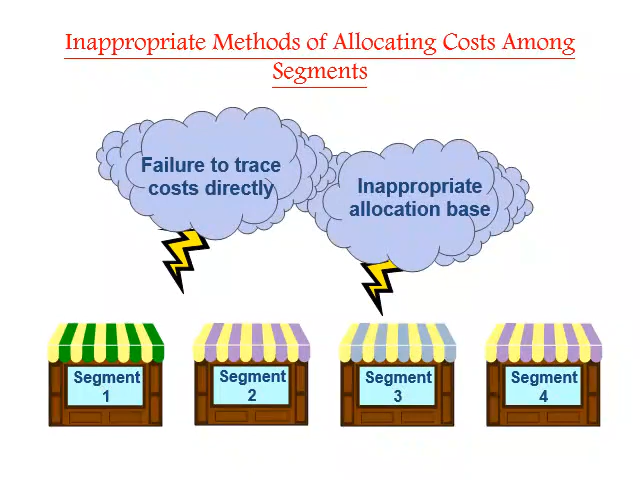 Inappropriate Methods of Allocating Costs Among
Segments
Failure to trace
costs directly
Inappropriate
allocation base
Segment
1
Segment
2
Segment
3
Segment
4